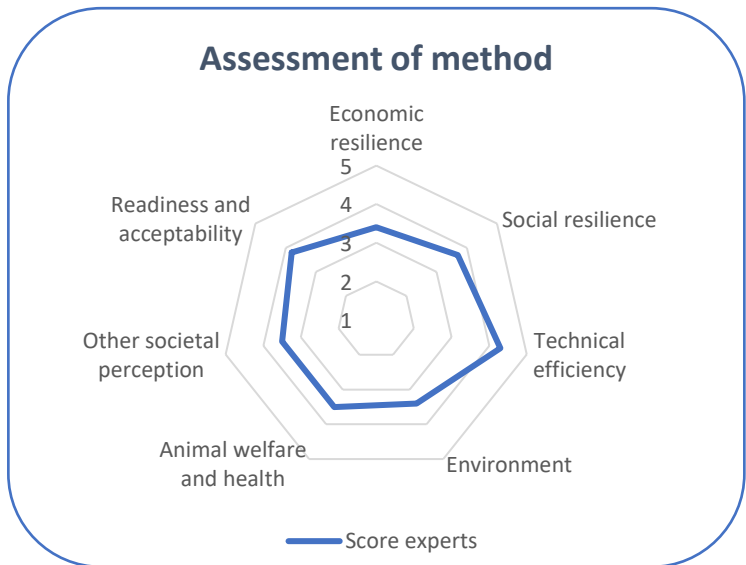 Assessment of method
Economic
resilience
5
Readiness and
acceptability
4
Social resilience
3
2
1
Other societal
perception
Technical
efficiency
Animal welfare
and health
Environment
Score experts